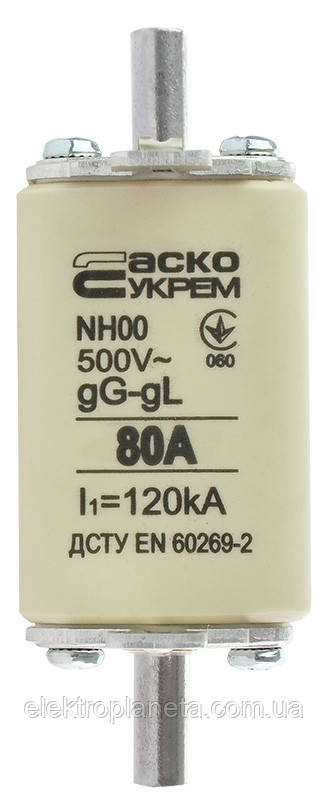 аско
УКРЕМ
NH00
500V~
060
gG-gL
80A
I₁=120kA
ДСТУ EN 60269-2
elektroplaneta.com.ua